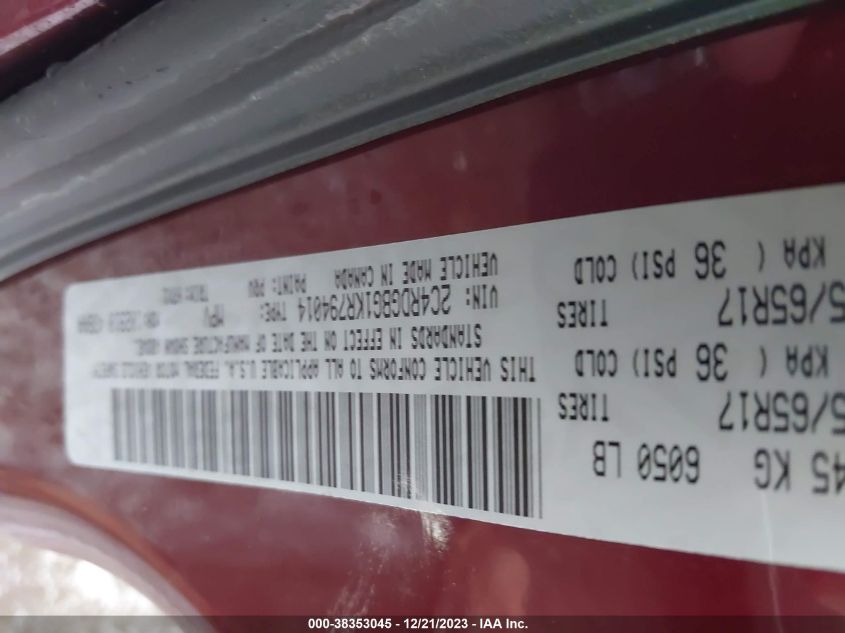 45 KG 6050 LB
5/65R17 TIRES
KPA ( 36 PSI) COLD
5/65R17 TIRES
KPA ( 36 PSI) COLD
THIS VEHICLE CONFORMS TO ALL APPLICABLE U.S.A. FEDERAL MOTOR VEHICLE SAFETY
STANDARDS IN EFFECT ON THE DATE OF MANUFACTURE SHOWN ABOVE.
VIN: 2C4RDGBG1KR794014 TYPE: MPV
VEHICLE MADE IN CANADA PAINT: PRV
000-38353045 - 12/21/2023 - IAA Inc.